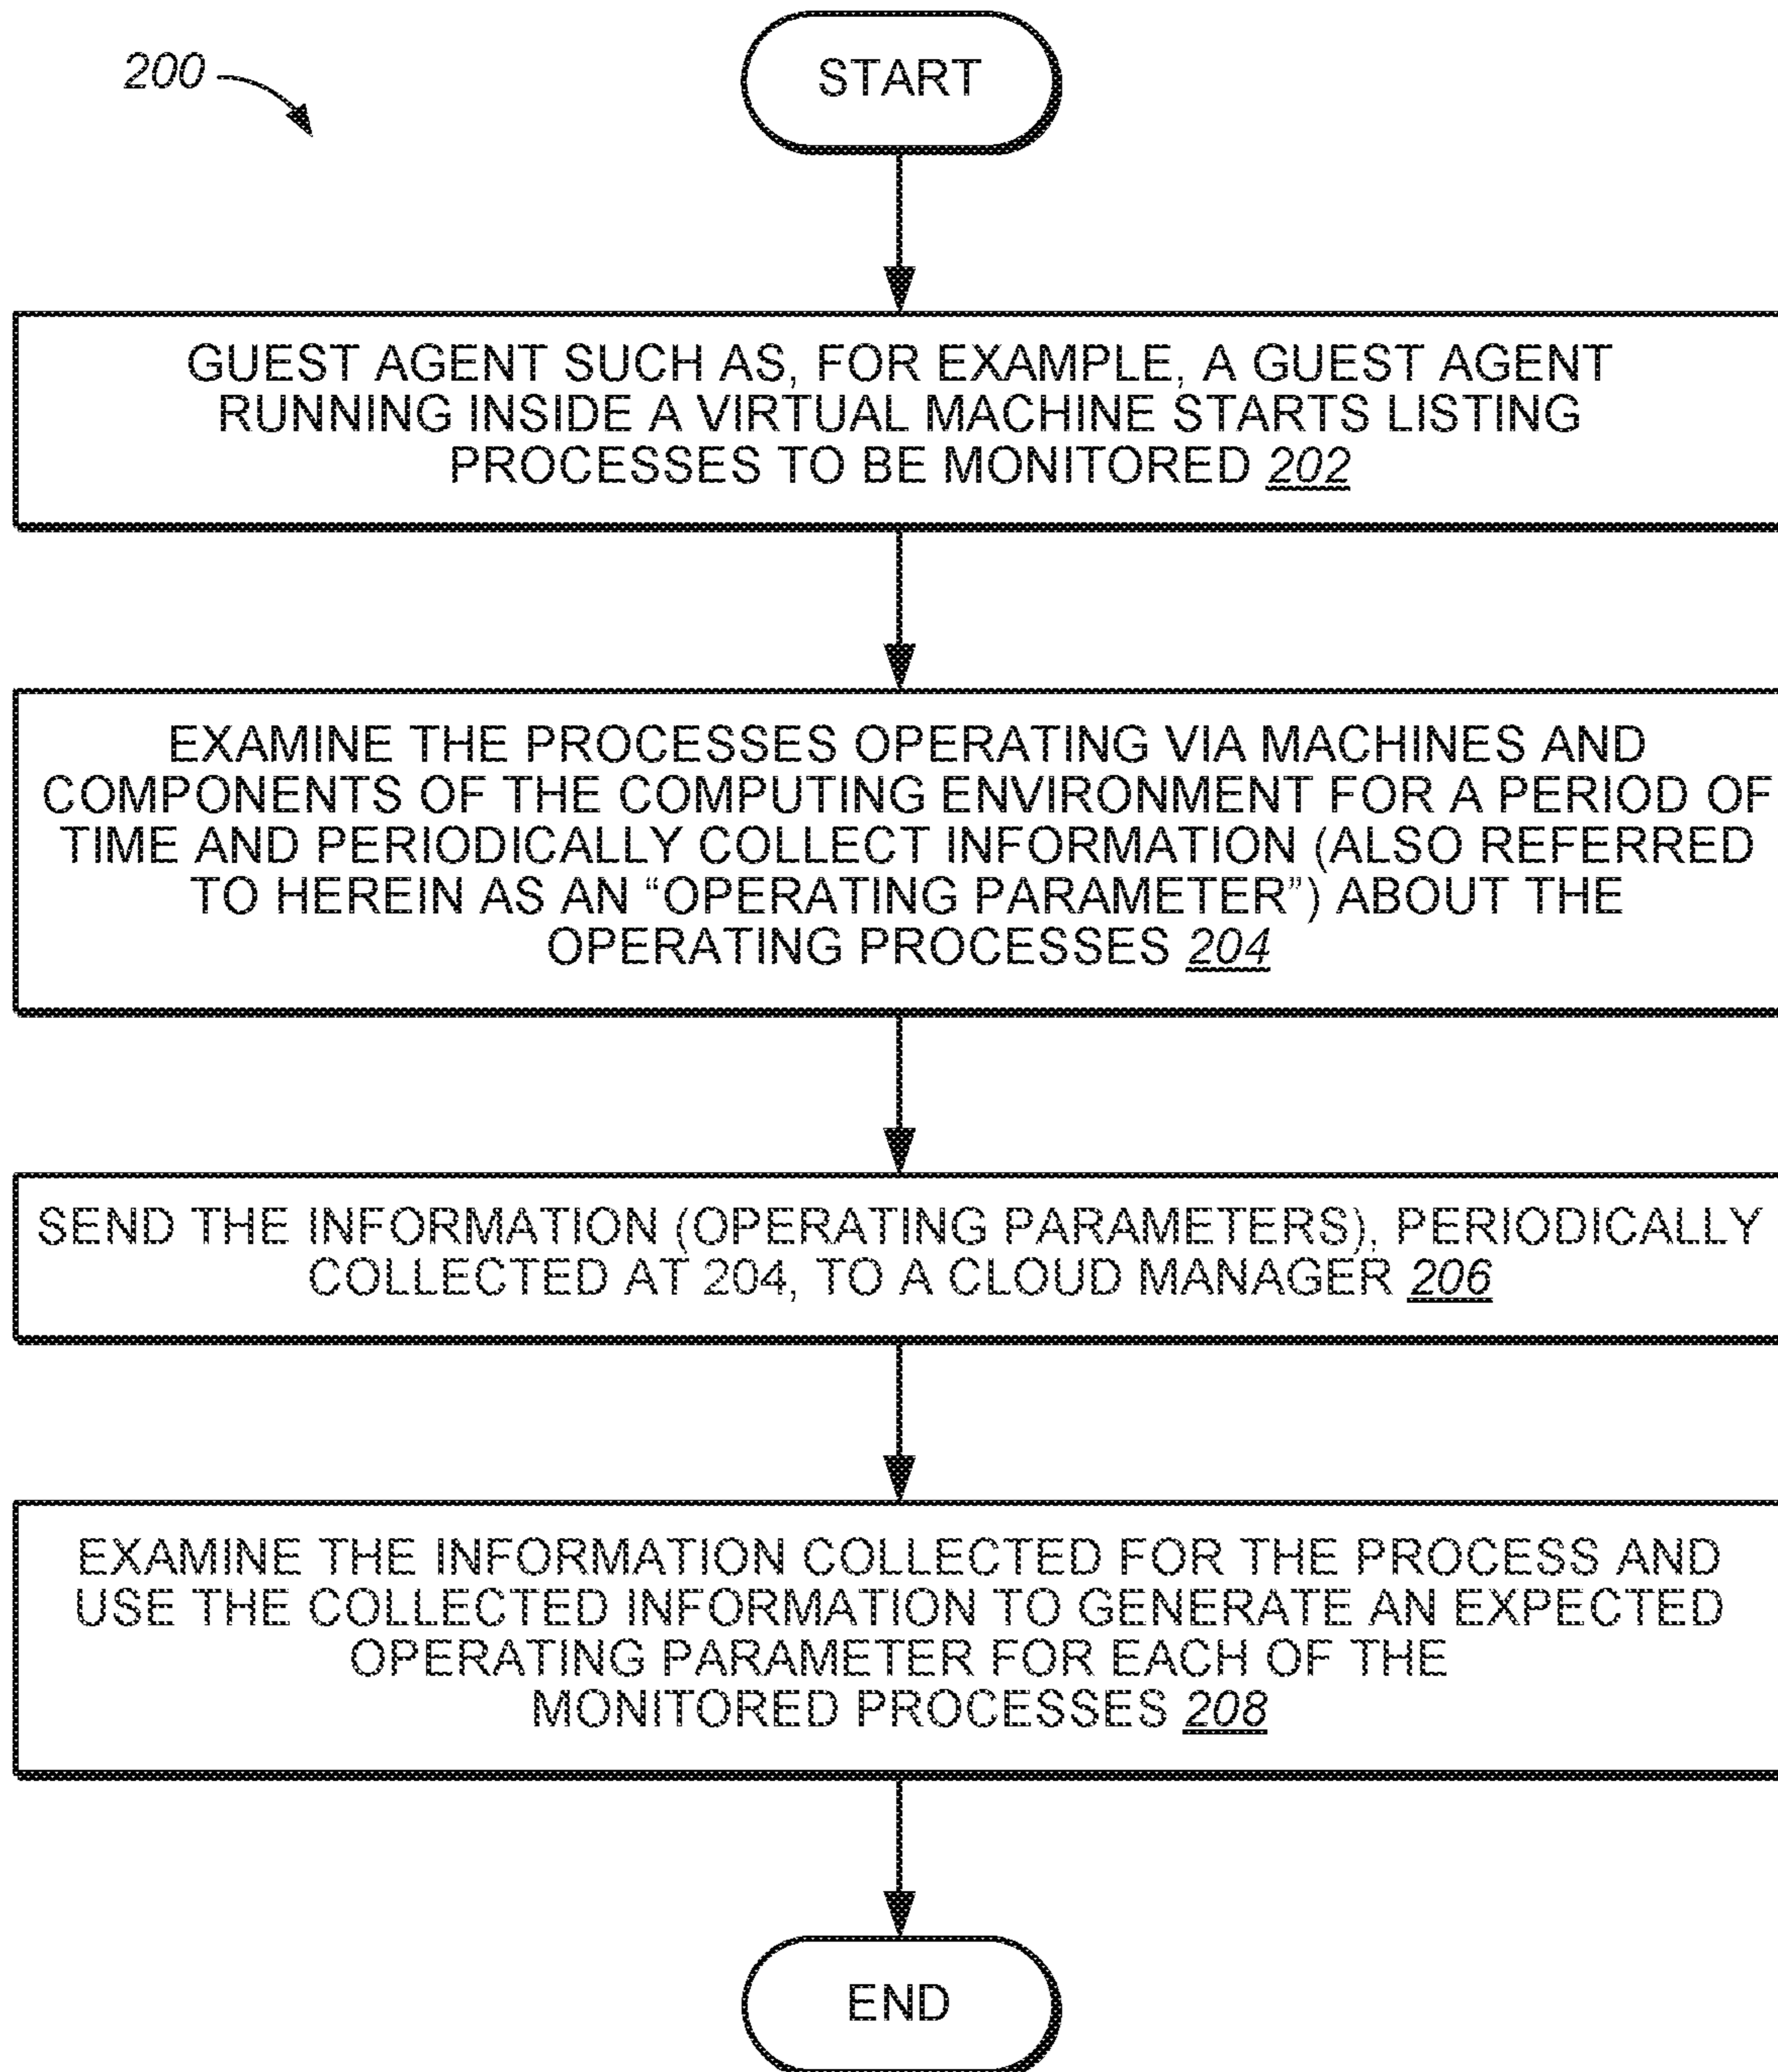 200
START
GUEST AGENT SUCH AS, FOR EXAMPLE, A GUEST AGENT
RUNNING INSIDE A VIRTUAL MACHINE STARTS LISTING
PROCESSES TO BE MONITORED 202
EXAMINE THE PROCESSES OPERATING VIA MACHINES AND
COMPONENTS OF THE COMPUTING ENVIRONMENT FOR A PERIOD OF
TIME AND PERIODICALLY COLLECT INFORMATION (ALSO REFERRED
TO HEREIN AS AN “OPERATING PARAMETER”) ABOUT THE
OPERATING PROCESSES 204
SEND THE INFORMATION (OPERATING PARAMETERS), PERIODICALLY
COLLECTED AT 204, TO A CLOUD MANAGER 206
EXAMINE THE INFORMATION COLLECTED FOR THE PROCESS AND
USE THE COLLECTED INFORMATION TO GENERATE AN EXPECTED
OPERATING PARAMETER FOR EACH OF THE
MONITORED PROCESSES 208
END